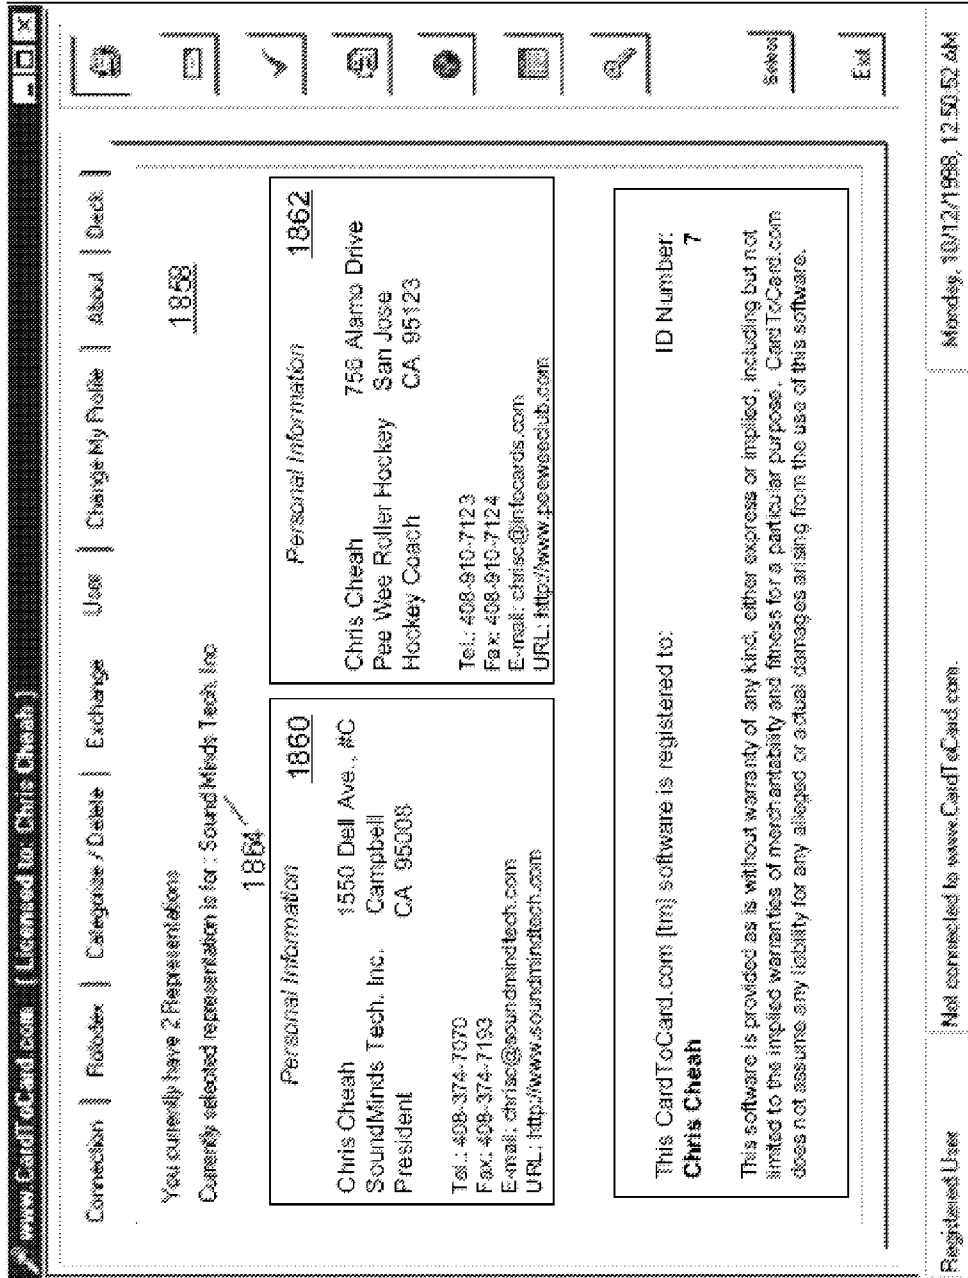 www.CardToCard.com [ Licensed to: Chris Cheah ]
Connection | Rolodex | Categorize / Delete | Exchange User | Change My Profile | About | Deck |
You currently have 2 Representations
Currently selected representation is for : Sound Minds Tech. Inc
1858
1864
Personal Information
1860
Chris Cheah 1550 Dell Ave., #C
SoundMinds Tech. Inc. Campbell
President CA 95008
Tel.: 408-374-7070
Fax: 408-374-7193
E-mail: chrisc@soundmindtech.com
URL: http://www.soundmindtech.com
Personal Information
1862
Chris Cheah 756 Alamo Drive
Pee Wee Roller Hockey San Jose
Hockey Coach CA 95123
Tel.: 408-910-7123
Fax: 408-910-7124
E-mail: chrisc@infocards.com
URL: http://www.peeweeclub.com
This CardToCard.com [tm] software is registered to: ID Number:
Chris Cheah 7
This software is provided as is without warranty of any kind, either express or implied, including but not
limited to the implied warranties of merchantability and fitness for a particular purpose. CardToCard.com
does not assume any liability for any alleged or actual damages arising from the use of this software.
Select
Exit
Registered User
Not connected to www.CardToCard.com.
Monday, 10/12/1998, 12:50:52 AM